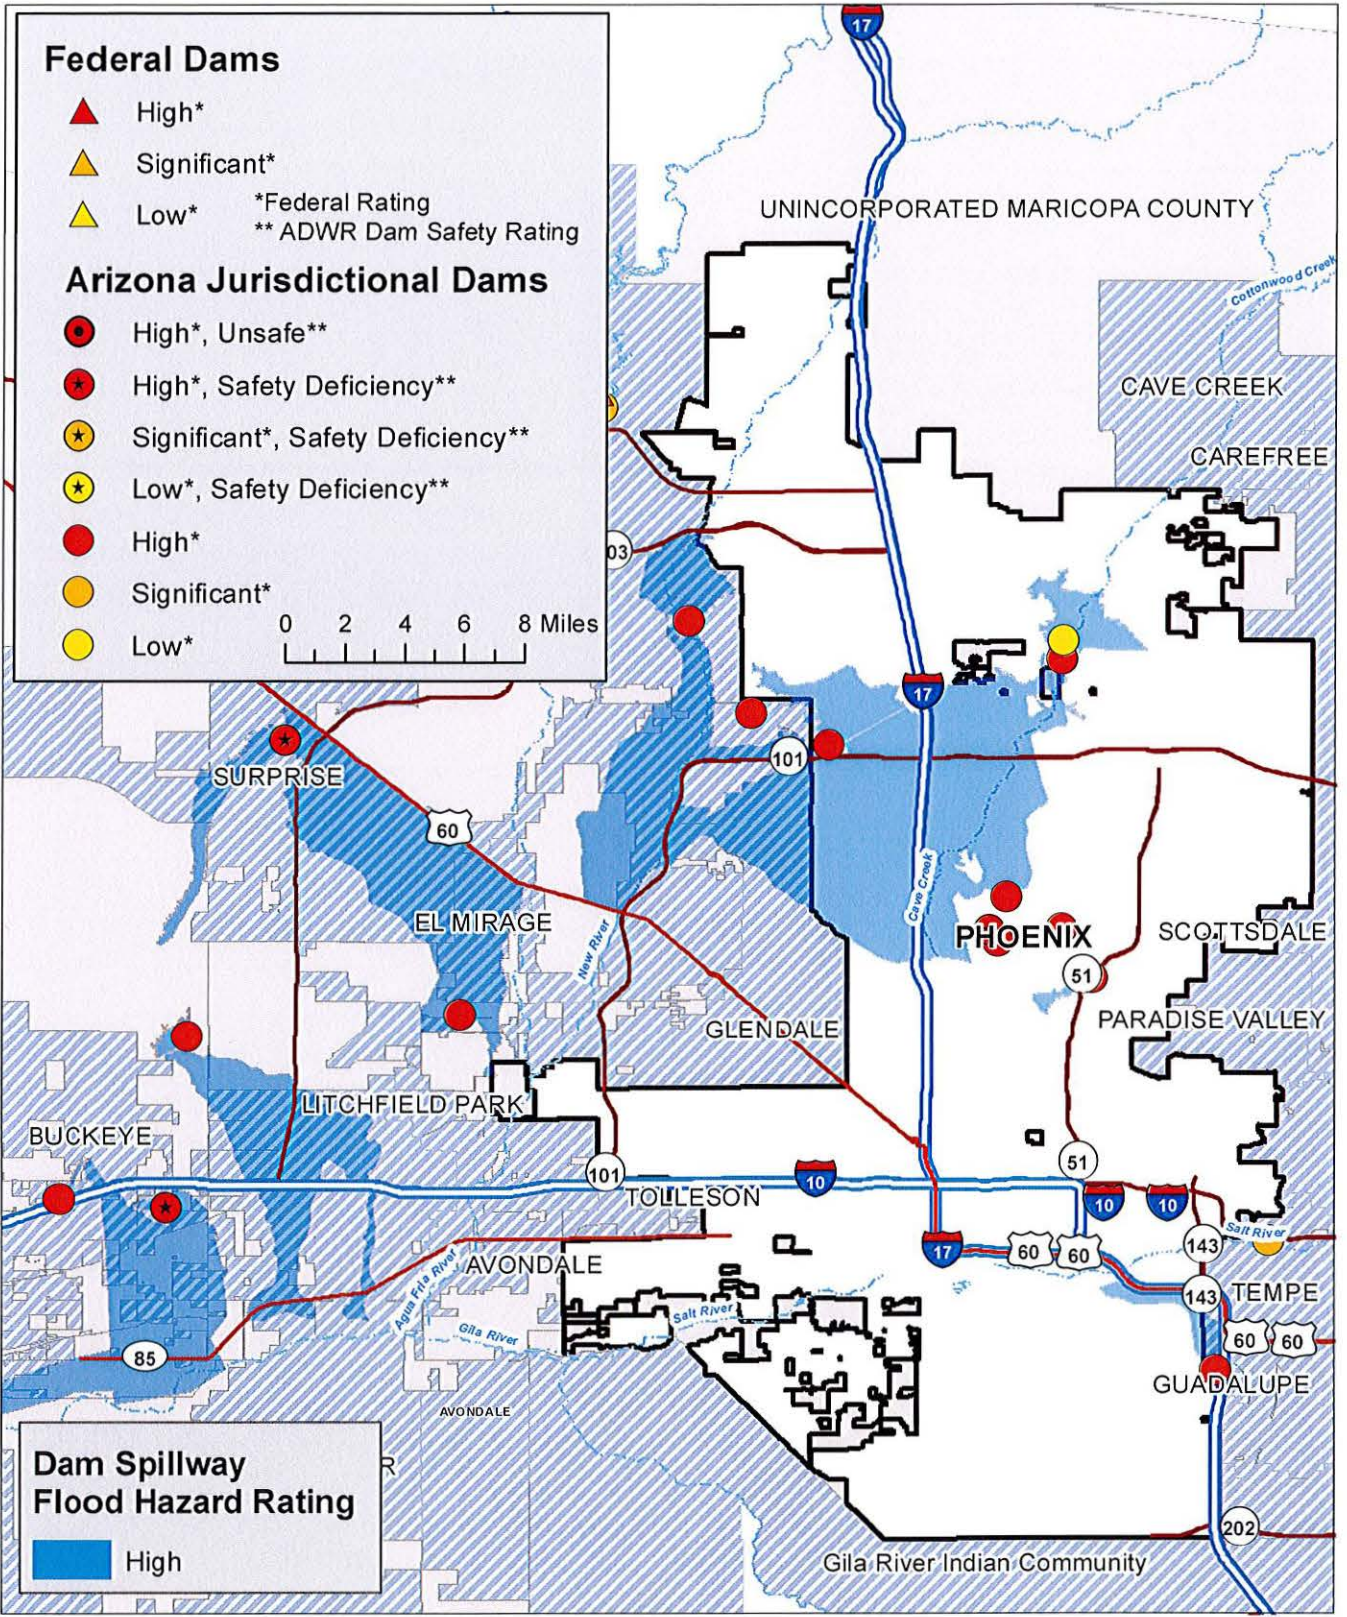 Federal Dams
High*
Significant*
Low*
*Federal Rating
** ADWR Dam Safety Rating
Arizona Jurisdictional Dams
High*, Unsafe**
High*, Safety Deficiency**
Significant*, Safety Deficiency**
Low*, Safety Deficiency**
High*
Significant*
Low*
0 2 4 6 8 Miles
17
UNINCORPORATED MARICOPA COUNTY
Cottonwood Creek
CAVE CREEK
CAREFREE
03
17
101
SURPRISE
60
Cave Creek
EL MIRAGE
New River
PHOENIX
SCOTTSDALE
51
GLENDALE
PARADISE VALLEY
LITCHFIELD PARK
BUCKEYE
51
101
10
TOLLESON
10
10
Salt River
143
17
60
60
AVONDALE
Agua Fria River
143
TEMPE
Salt River
Gila River
60
60
85
GUADALUPE
AVONDALE
R
Dam Spillway
Flood Hazard Rating
High
202
Gila River Indian Community